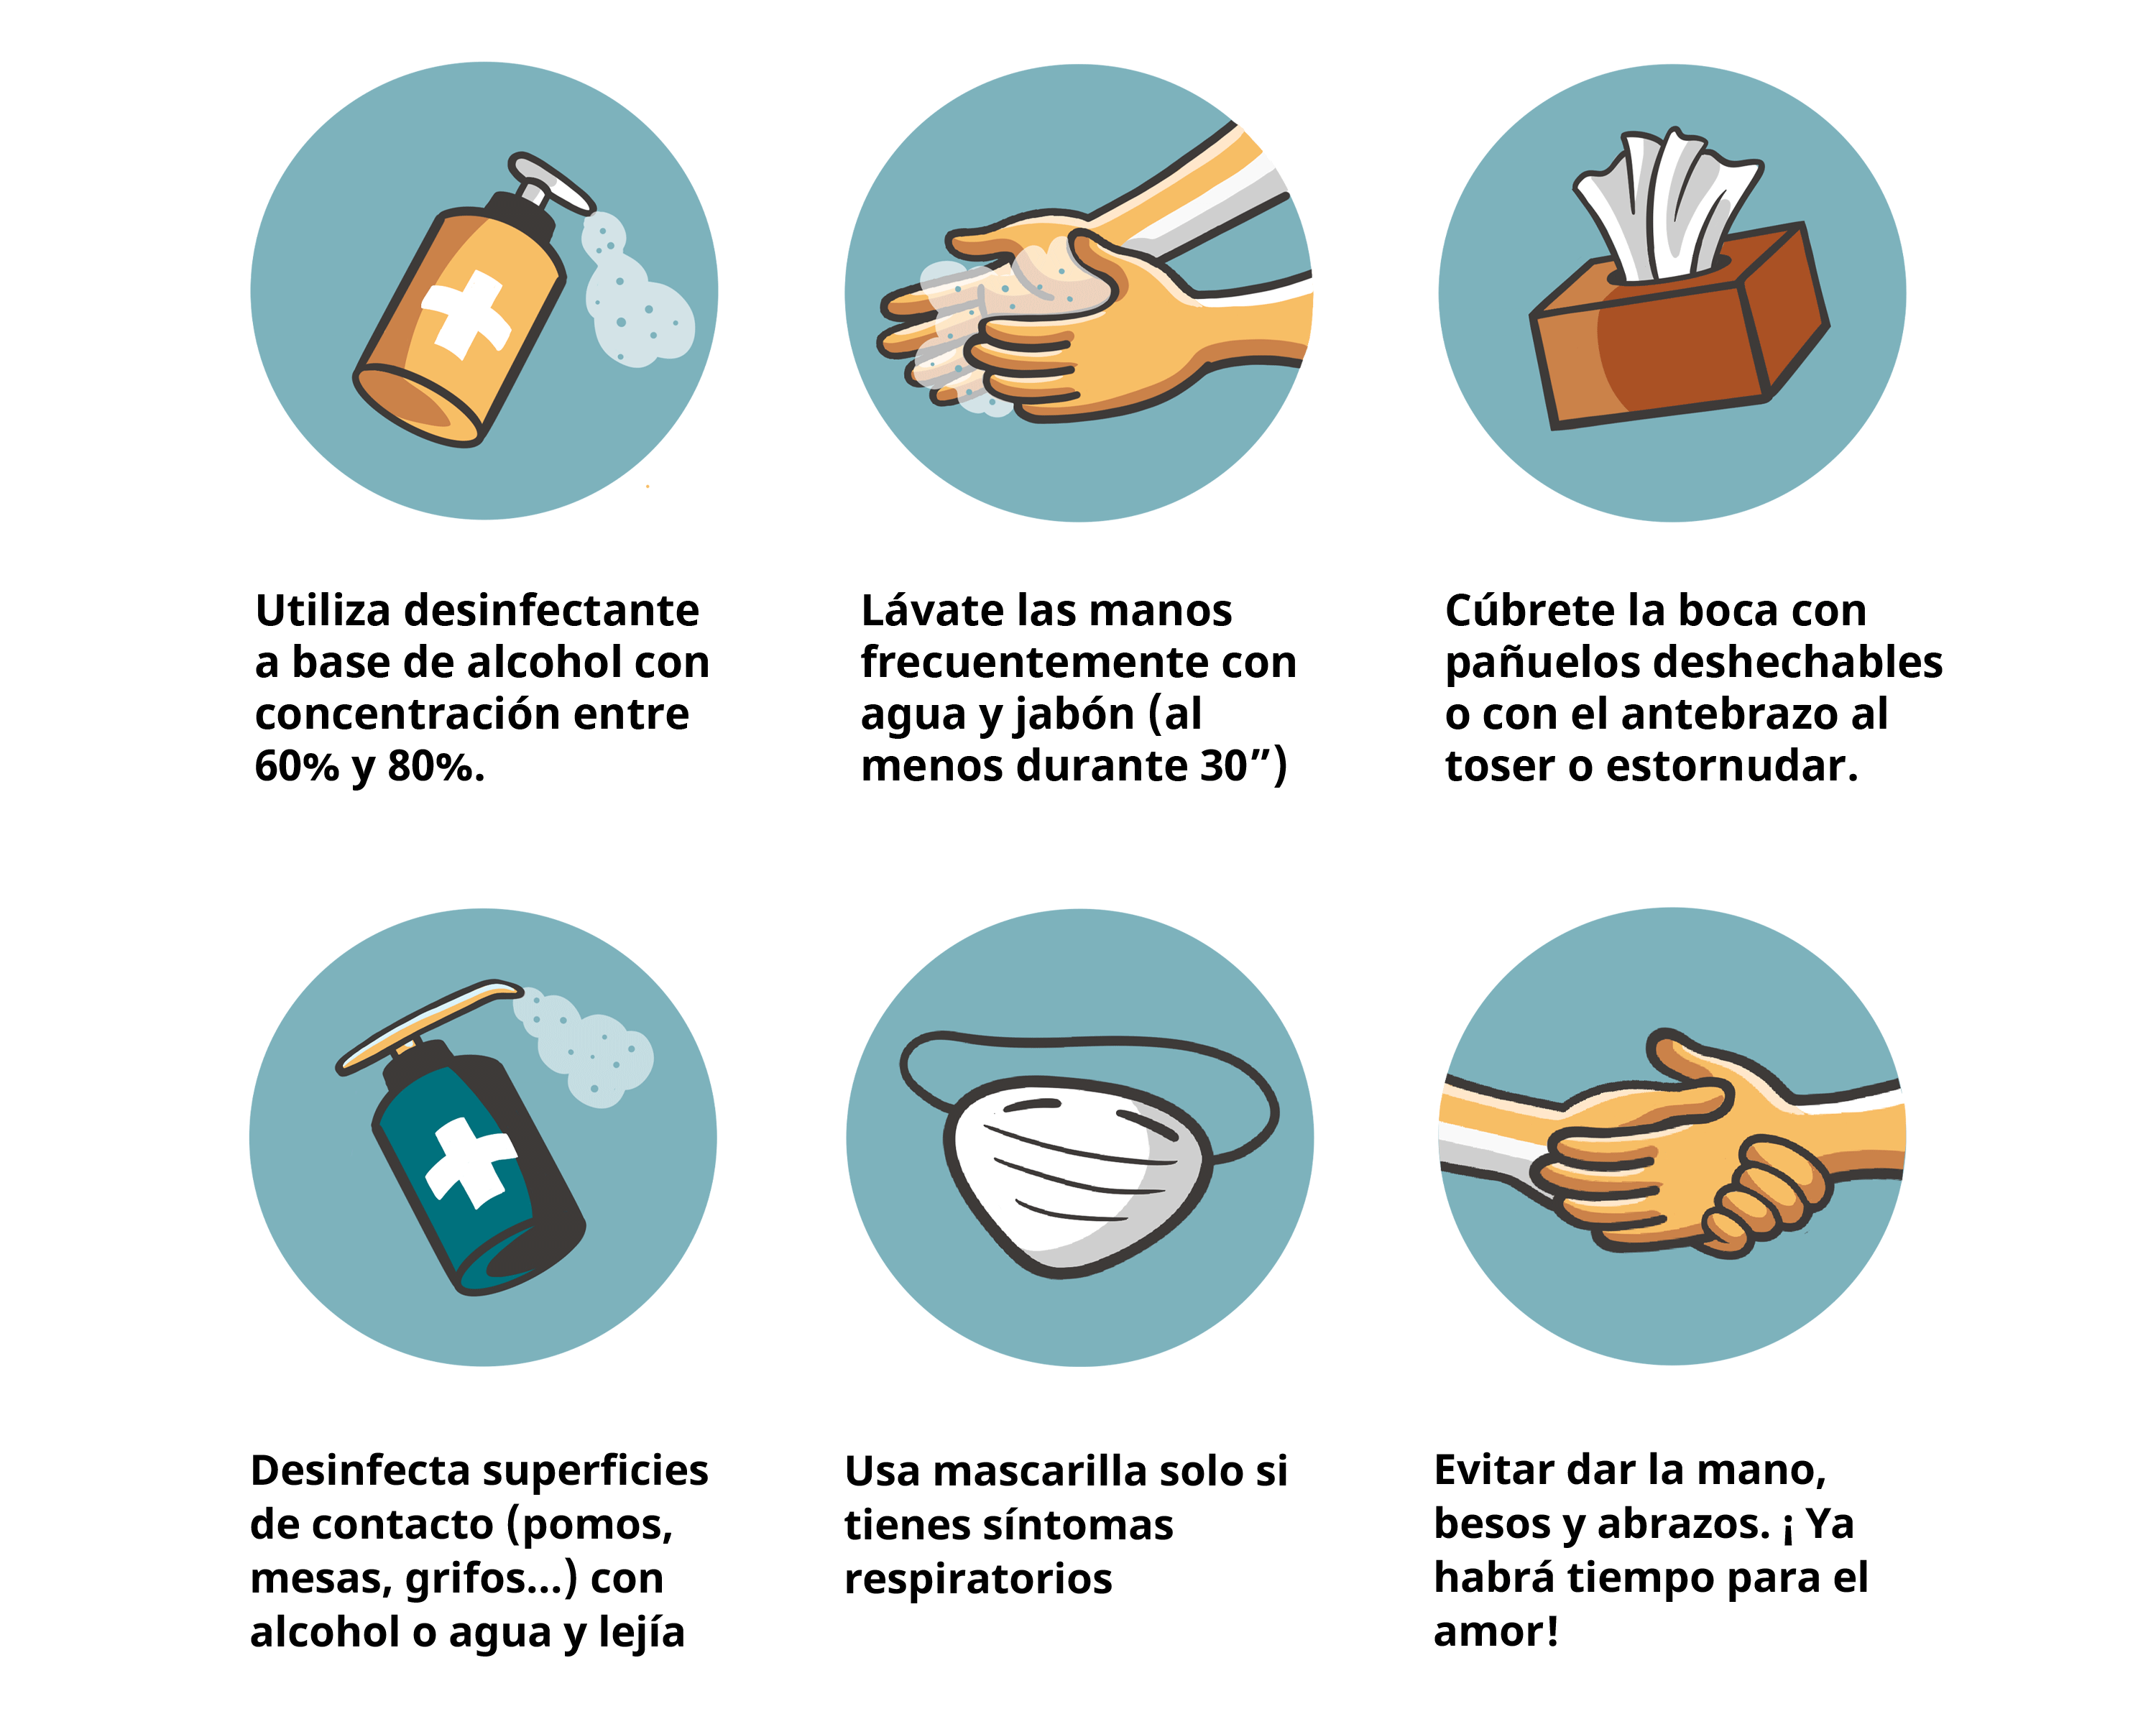 Utiliza desinfectante
a base de alcohol con
concentración entre
60% y 80%.
Lávate las manos
frecuentemente con
agua y jabón (al
menos durante 30”)
Cúbrete la boca con
pañuelos deshechables
o con el antebrazo al
toser o estornudar.
Desinfecta superficies
de contacto (pomos,
mesas, grifos...) con
alcohol o agua y lejía
Usa mascarilla solo si
tienes síntomas
respiratorios
Evitar dar la mano,
besos y abrazos. ¡ Ya
habrá tiempo para el
amor!